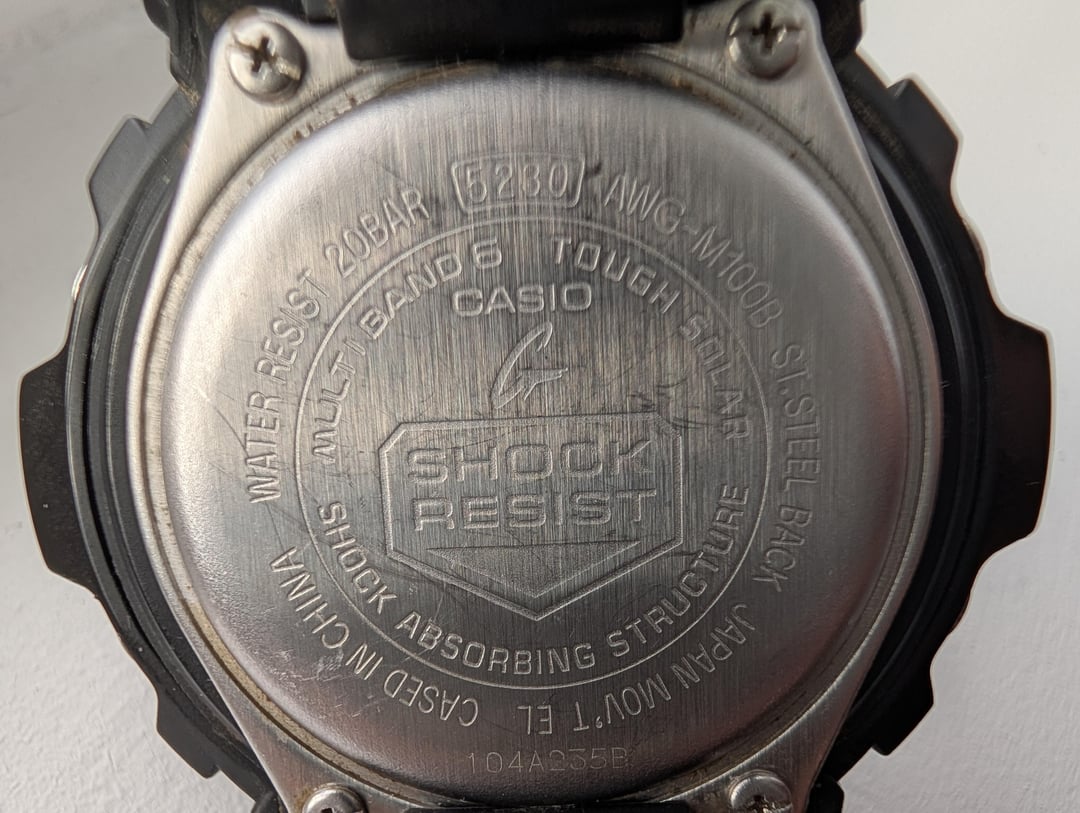 WATER RESIST 20BAR 5230 AWG-M100B ST.STEEL BACK JAPAN MOV'T EL CASED IN CHINA
MULTI BAND 6 TOUGH SOLAR
CASIO
G
SHOCK
RESIST
SHOCK ABSORBING STRUCTURE
104A235B